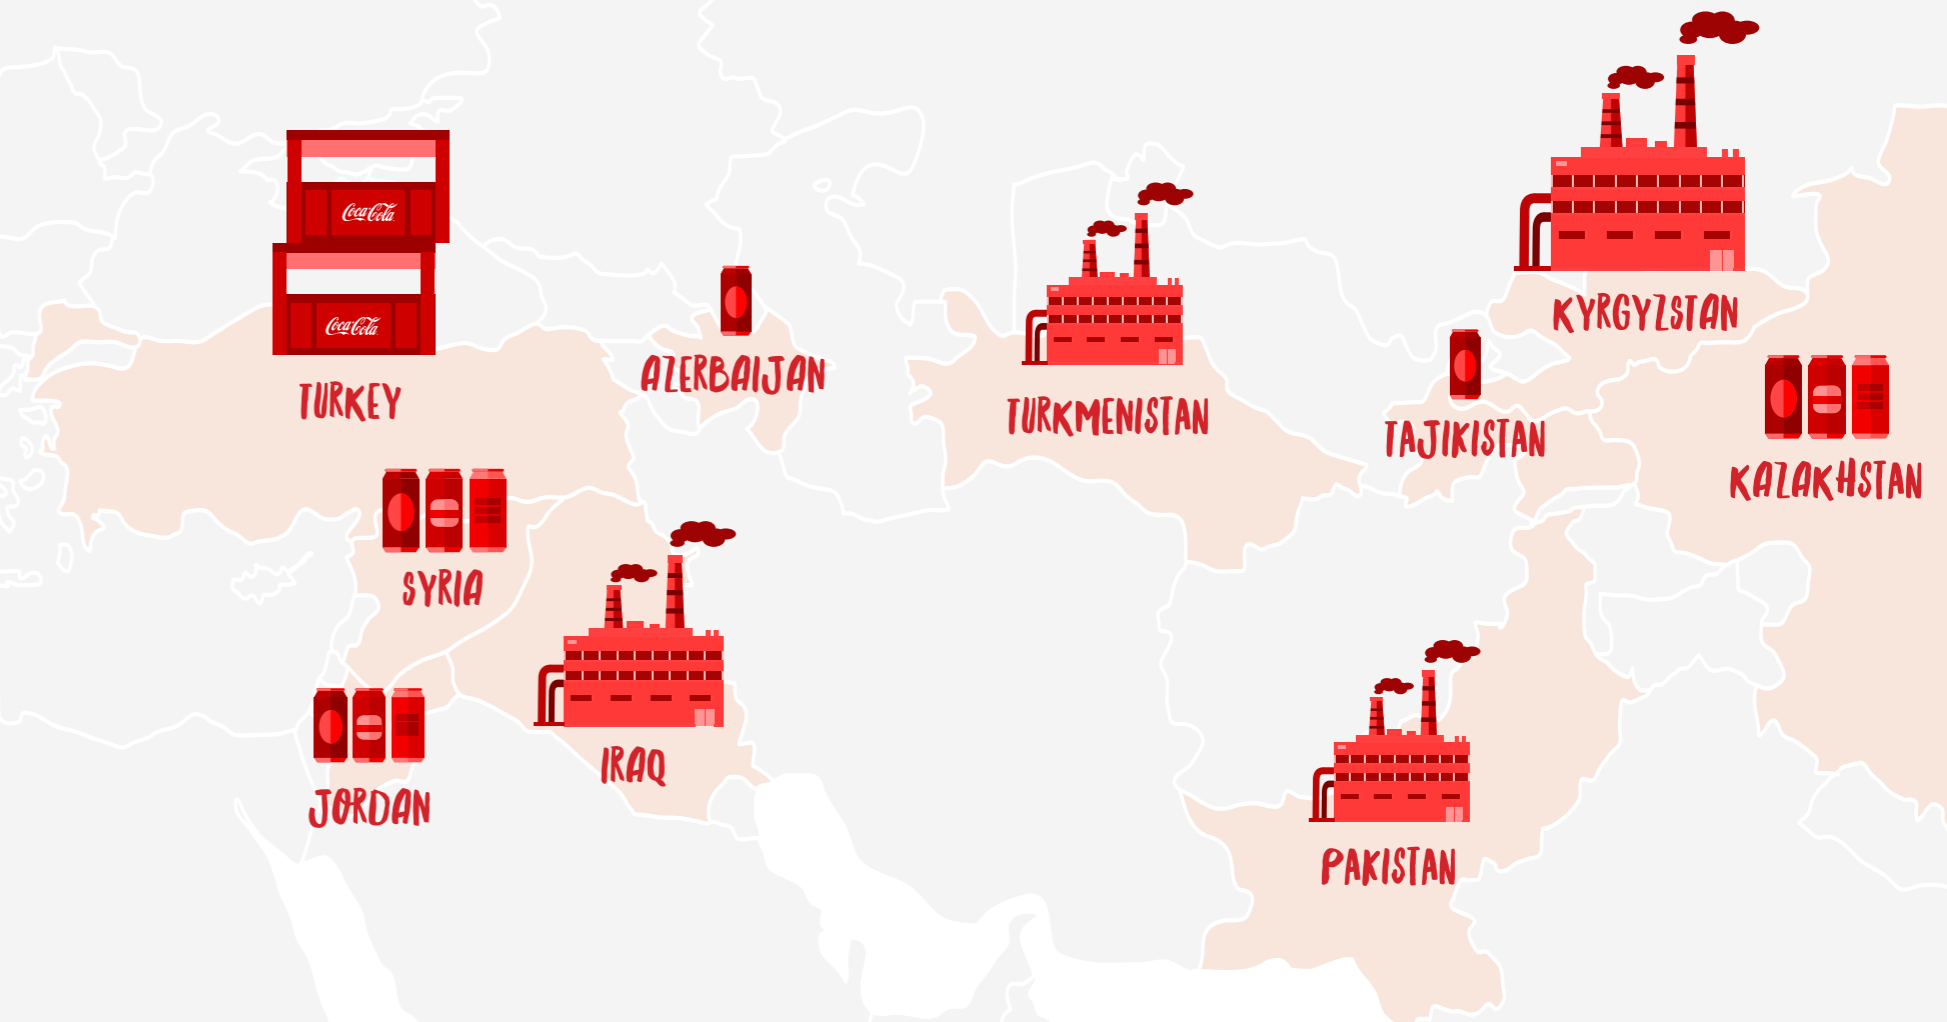 Coca-Cola
Coca-Cola
TURKEY
AZERBAIJAN
TURKMENISTAN
KYRGYZSTAN
TAJIKISTAN
KAZAKHSTAN
SYRIA
IRAQ
JORDAN
PAKISTAN